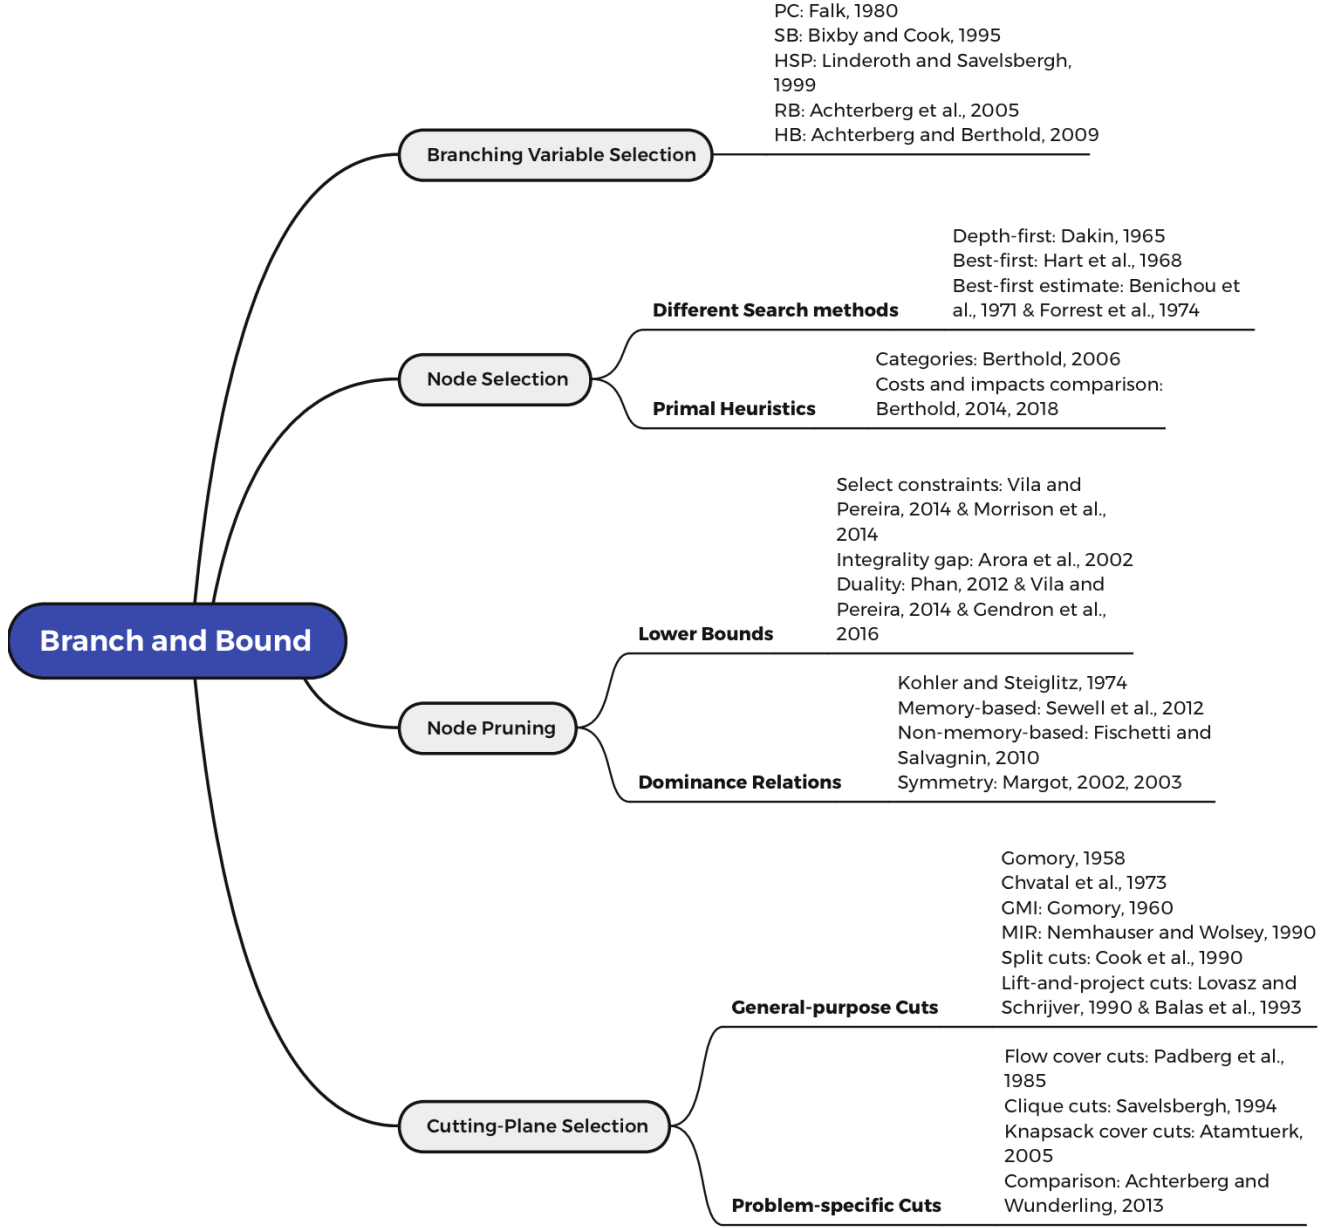 PC: Falk, 1980
SB: Bixby and Cook, 1995
HSP: Linderoth and Savelsbergh,
1999
RB: Achterberg et al., 2005
HB: Achterberg and Berthold, 2009
Branching Variable Selection
Depth-first: Dakin, 1965
Best-first: Hart et al., 1968
Best-first estimate: Benichou et
al., 1971 & Forrest et al., 1974
Different Search methods
Node Selection
Categories: Berthold, 2006
Costs and impacts comparison:
Berthold, 2014, 2018
Primal Heuristics
Select constraints: Vila and
Pereira, 2014 & Morrison et al.,
2014
Integrality gap: Arora et al., 2002
Duality: Phan, 2012 & Vila and
Pereira, 2014 & Gendron et al.,
2016
Lower Bounds
Branch and Bound
Node Pruning
Kohler and Steiglitz, 1974
Memory-based: Sewell et al., 2012
Non-memory-based: Fischetti and
Salvagnin, 2010
Symmetry: Margot, 2002, 2003
Dominance Relations
Gomory, 1958
Chvatal et al., 1973
GMI: Gomory, 1960
MIR: Nemhauser and Wolsey, 1990
Split cuts: Cook et al., 1990
Lift-and-project cuts: Lovasz and
Schrijver, 1990 & Balas et al., 1993
General-purpose Cuts
Cutting-Plane Selection
Flow cover cuts: Padberg et al.,
1985
Clique cuts: Savelsbergh, 1994
Knapsack cover cuts: Atamtuerk,
2005
Comparison: Achterberg and
Wunderling, 2013
Problem-specific Cuts